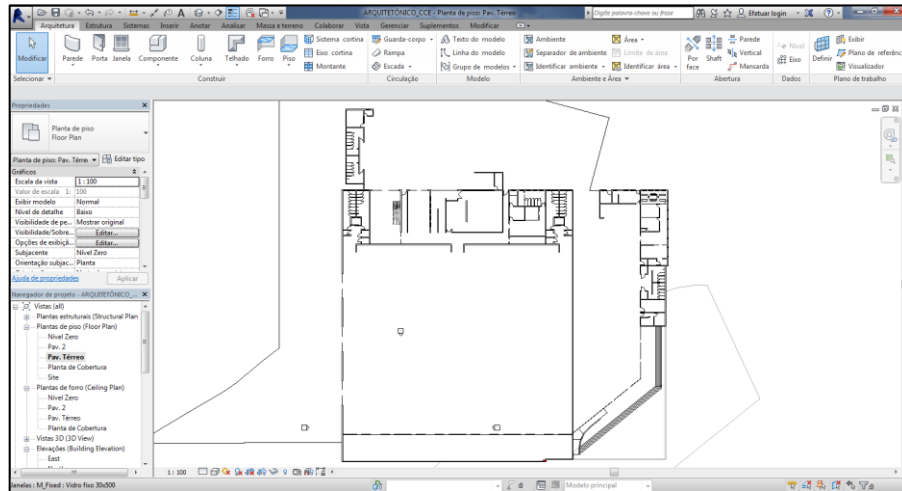 ARQUITETÔNICO_CCE - Planta de piso: Pav. Térreo
Digite palavra-chave ou frase
Efetuar login
Arquitetura Estrutura Sistemas Inserir Anotar Analisar Massa e terreno Colaborar Vista Gerenciar Suplementos Modificar
Modificar
Parede Porta Janela Componente Coluna Telhado Forro Piso
Sistema cortina
Eixo cortina
Montante
Guarda-corpo
Rampa
Escada
Texto do modelo
Linha do modelo
Grupo de modelos
Ambiente
Separador de ambiente
Identificar ambiente
Área
Limite de área
Identificar área
Por face
Shaft
Parede
Vertical
Mansarda
Nível
Eixo
Definir
Exibir
Plano de referênc
Visualizador
Selecionar Construir Circulação Modelo Ambiente e Área Abertura Dados Plano de trabalho
Propriedades
Planta de piso
Floor Plan
Planta de piso: Pav. Térreo Editar tipo
Gráficos
Escala da vista 1 : 100
Valor de escala 1: 100
Exibir modelo Normal
Nível de detalhe Baixo
Visibilidade de pe... Mostrar original
Visibilidade/Sobre... Editar...
Opções de exibiçã... Editar...
Subjacente Nível Zero
Orientação subjac... Planta
Ajuda de propriedades Aplicar
Navegador de projeto - ARQUITETÔNICO_...
Vistas (all)
Plantas estruturais (Structural Plan
Plantas de piso (Floor Plan)
Nível Zero
Pav. 2
Pav. Térreo
Planta de Cobertura
Site
Plantas de forro (Ceiling Plan)
Nível Zero
Pav. 2
Pav. Térreo
Planta de Cobertura
Vistas 3D (3D View)
Elevações (Building Elevation)
East
1 : 100
Janelas : M_Fixed : Vidro fixo 30x500
:0
Modelo principal
:0